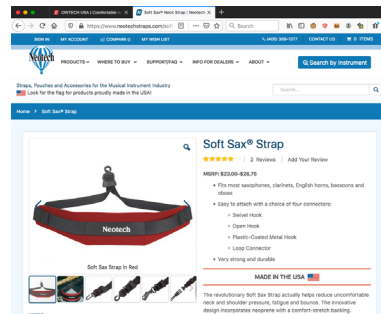 (ORTECH USA | Comfortable
Soft Sax® Neck Strap | Neotech
https://www.neotechstraps.com/soft
Search
SIGN IN MY ACCOUNT COMPARE 0 MY WISH LIST
CONTACT US 0 ITEMS
Neotech
PRODUCTS WHERE TO BUY SUPPORT/FAQ INFO FOR DEALERS ABOUT
Search by Instrument
Straps, Pouches and Accessories for the Musical Instrument Industry
Look for the flag for products proudly made in the USA!
Search...
Home Soft Sax® Strap
Soft Sax® Strap
2 Reviews | Add Your Review
MSRP: $23.00-$26.75
• Fits most saxophones, clarinets, English horns, bassoons and
oboes
• Easy to attach with a choice of four connectors:
Swivel Hook
Open Hook
Plastic-Coated Metal Hook
Loop Connector
• Very strong and durable
Neotech
Soft Sax Strap in Red
MADE IN THE USA
The revolutionary Soft Sax Strap actually helps reduce uncomfortable
neck and shoulder pressure, fatigue and bounce. The innovative
design incorporates neoprene with a comfort-stretch backing.